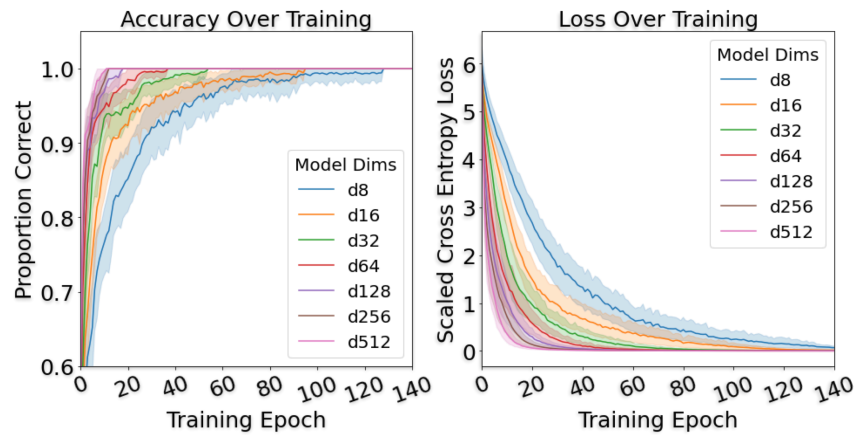 Accuracy Over Training
Proportion Correct
1.0
0.9
0.8
0.7
0.6
0
20
40
60
80
100
120
140
Training Epoch
Model Dims
d8
d16
d32
d64
d128
d256
d512
Loss Over Training
Scaled Cross Entropy Loss
6
5
4
3
2
1
0
0
20
40
60
80
100
120
140
Training Epoch
Model Dims
d8
d16
d32
d64
d128
d256
d512